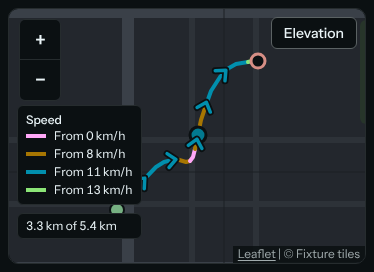 +
Elevation
−
Speed
From 0 km/h
From 8 km/h
From 11 km/h
From 13 km/h
3.3 km of 5.4 km
Leaflet | © Fixture tiles